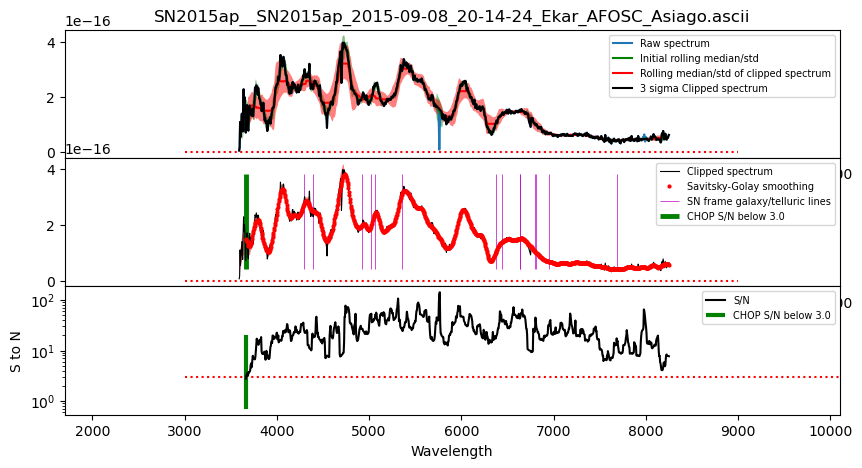 SN2015ap__SN2015ap_2015-09-08_20-14-24_Ekar_AFOSC_Asiago.ascii
1e−16
4
2
0
Raw spectrum
Initial rolling median/std
Rolling median/std of clipped spectrum
3 sigma Clipped spectrum
1e−16
00
4
2
0
Clipped spectrum
Savitsky-Golay smoothing
SN frame galaxy/telluric lines
CHOP S/N below 3.0
00
S to N
10²
10¹
10⁰
S/N
CHOP S/N below 3.0
2000 3000 4000 5000 6000 7000 8000 9000 10000
Wavelength